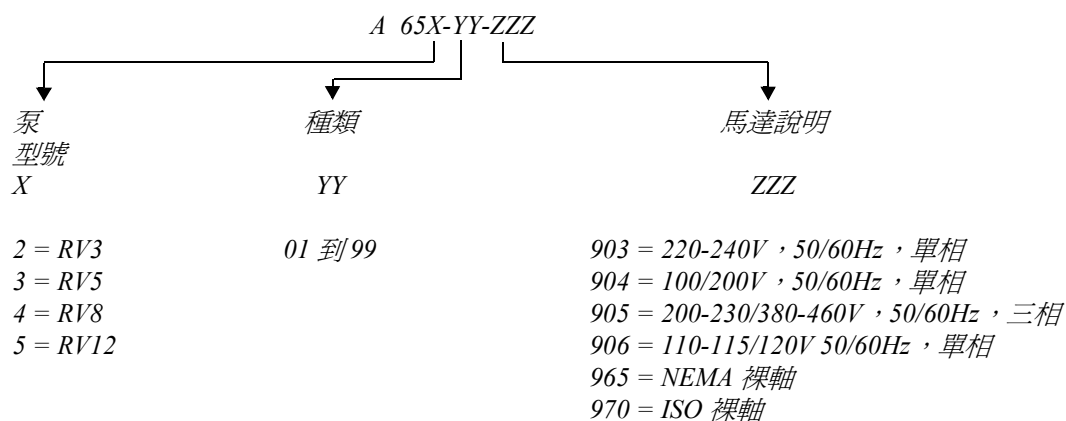 A 65X-YY-ZZZ
泵 種類 馬達說明
型號
X YY ZZZ
2 = RV3 01 到 99 903 = 220-240V，50/60Hz，單相
3 = RV5 904 = 100/200V，50/60Hz，單相
4 = RV8 905 = 200-230/380-460V，50/60Hz，三相
5 = RV12 906 = 110-115/120V 50/60Hz，單相
965 = NEMA 裸軸
970 = ISO 裸軸